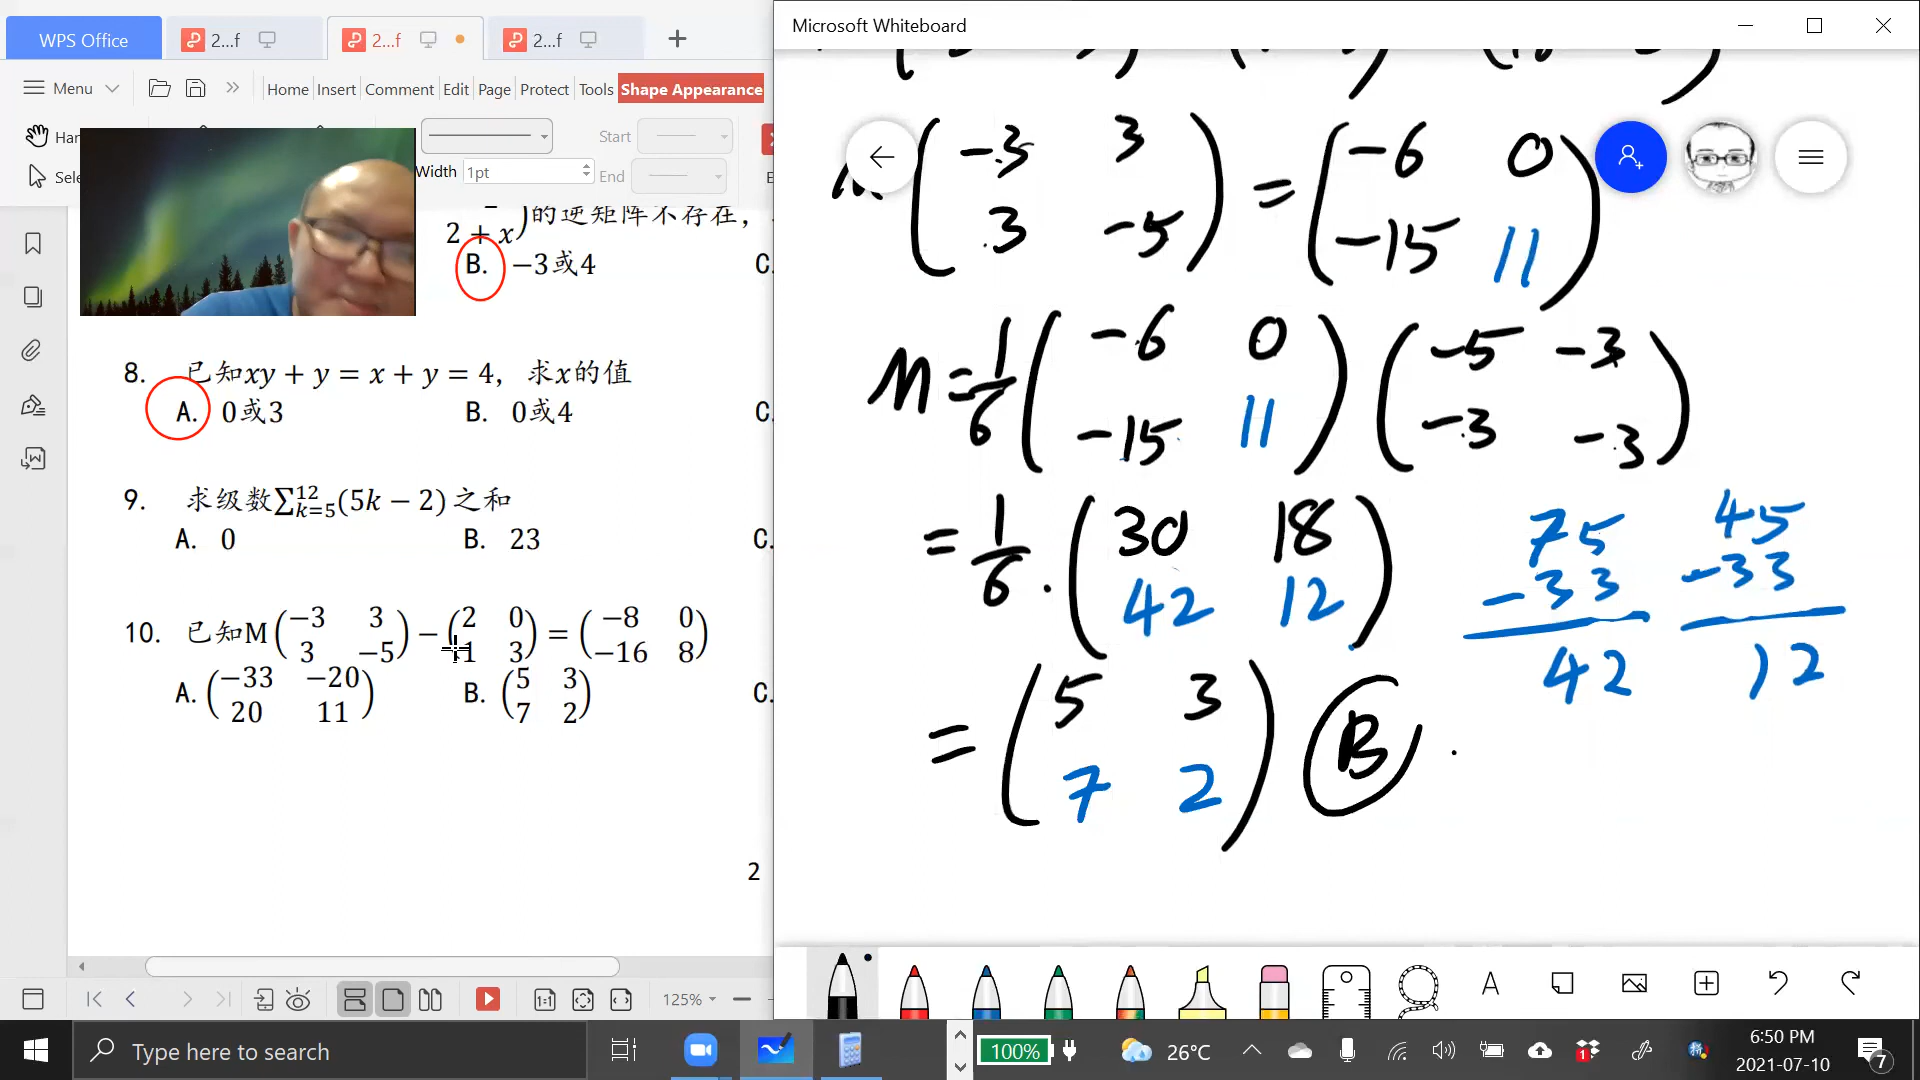 Microsoft Whiteboard
WPS Office 2...f 2...f 2...f
Menu Home Insert Comment Edit Page Protect Tools Shape Appearance
Start
Width 1pt End
2 + x 的逆矩阵不存在,
B. −3或4 C.
8. 已知xy + y = x + y = 4, 求x的值
A. 0或3 B. 0或4 C.
9. 求级数∑_{k=5}^{12}(5k − 2)之和
A. 0 B. 23 C.
10. 已知M(−3 3
3 −5) − (2 0
1 3) = (−8 0
−16 8)
A. (−33 −20
20 11) B. (5 3
7 2) C.
2
125%
(-3 3
3 -5) = (-6 0
-15 11)
M = 1/6 (-6 0
-15 11) (-5 -3
-3 -3)
= 1/6 · (30 18
42 12)
75
-33
42
45
-33
12
= (5 3
7 2) B
Type here to search
100% 26°C 6:50 PM
2021-07-10 7